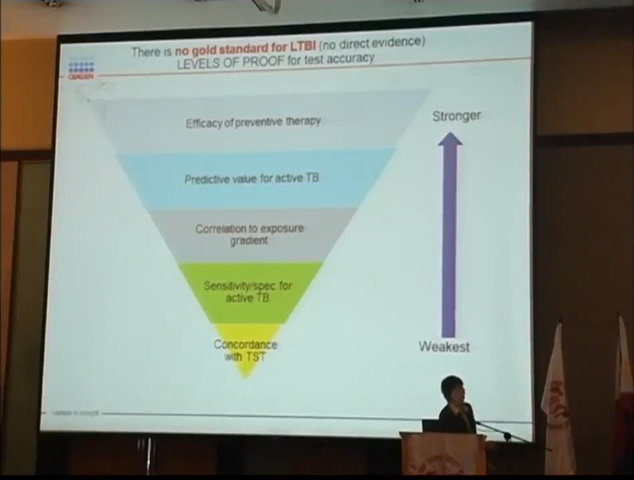 There is no gold standard for LTBI (no direct evidence)
LEVELS OF PROOF for test accuracy
QIAGEN
Efficacy of preventive therapy
Stronger
Predictive value for active TB
Correlation to exposure
gradient
Sensitivity/spec for
active TB
Concordance
with TST
Weakest